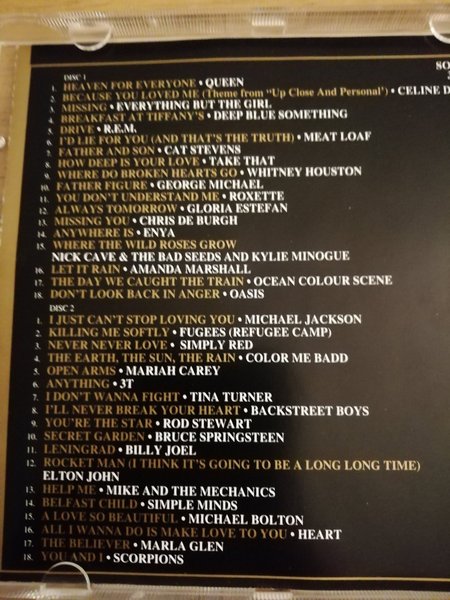 SO
DISC 1
1. HEAVEN FOR EVERYONE • QUEEN
2. BECAUSE YOU LOVED ME (Theme from "Up Close And Personal') • CELINE D
3. MISSING • EVERYTHING BUT THE GIRL
4. BREAKFAST AT TIFFANY'S • DEEP BLUE SOMETHING
5. DRIVE • R.E.M.
6. I'D LIE FOR YOU (AND THAT'S THE TRUTH) • MEAT LOAF
7. FATHER AND SON • CAT STEVENS
8. HOW DEEP IS YOUR LOVE • TAKE THAT
9. WHERE DO BROKEN HEARTS GO • WHITNEY HOUSTON
10. FATHER FIGURE • GEORGE MICHAEL
11. YOU DON'T UNDERSTAND ME • ROXETTE
12. ALWAYS TOMORROW • GLORIA ESTEFAN
13. MISSING YOU • CHRIS DE BURGH
14. ANYWHERE IS • ENYA
15. WHERE THE WILD ROSES GROW
NICK CAVE & THE BAD SEEDS AND KYLIE MINOGUE
16. LET IT RAIN • AMANDA MARSHALL
17. THE DAY WE CAUGHT THE TRAIN • OCEAN COLOUR SCENE
18. DON'T LOOK BACK IN ANGER • OASIS
DISC 2
1. I JUST CAN'T STOP LOVING YOU • MICHAEL JACKSON
2. KILLING ME SOFTLY • FUGEES (REFUGEE CAMP)
3. NEVER NEVER LOVE • SIMPLY RED
4. THE EARTH, THE SUN, THE RAIN • COLOR ME BADD
5. OPEN ARMS • MARIAH CAREY
6. ANYTHING • 3T
7. I DON'T WANNA FIGHT • TINA TURNER
8. I'LL NEVER BREAK YOUR HEART • BACKSTREET BOYS
9. YOU'RE THE STAR • ROD STEWART
10. SECRET GARDEN • BRUCE SPRINGSTEEN
11. LENINGRAD • BILLY JOEL
12. ROCKET MAN (I THINK IT'S GOING TO BE A LONG LONG TIME)
ELTON JOHN
13. HELP ME • MIKE AND THE MECHANICS
14. BELFAST CHILD • SIMPLE MINDS
15. A LOVE SO BEAUTIFUL • MICHAEL BOLTON
16. ALL I WANNA DO IS MAKE LOVE TO YOU • HEART
17. THE BELIEVER • MARLA GLEN
18. YOU AND I • SCORPIONS